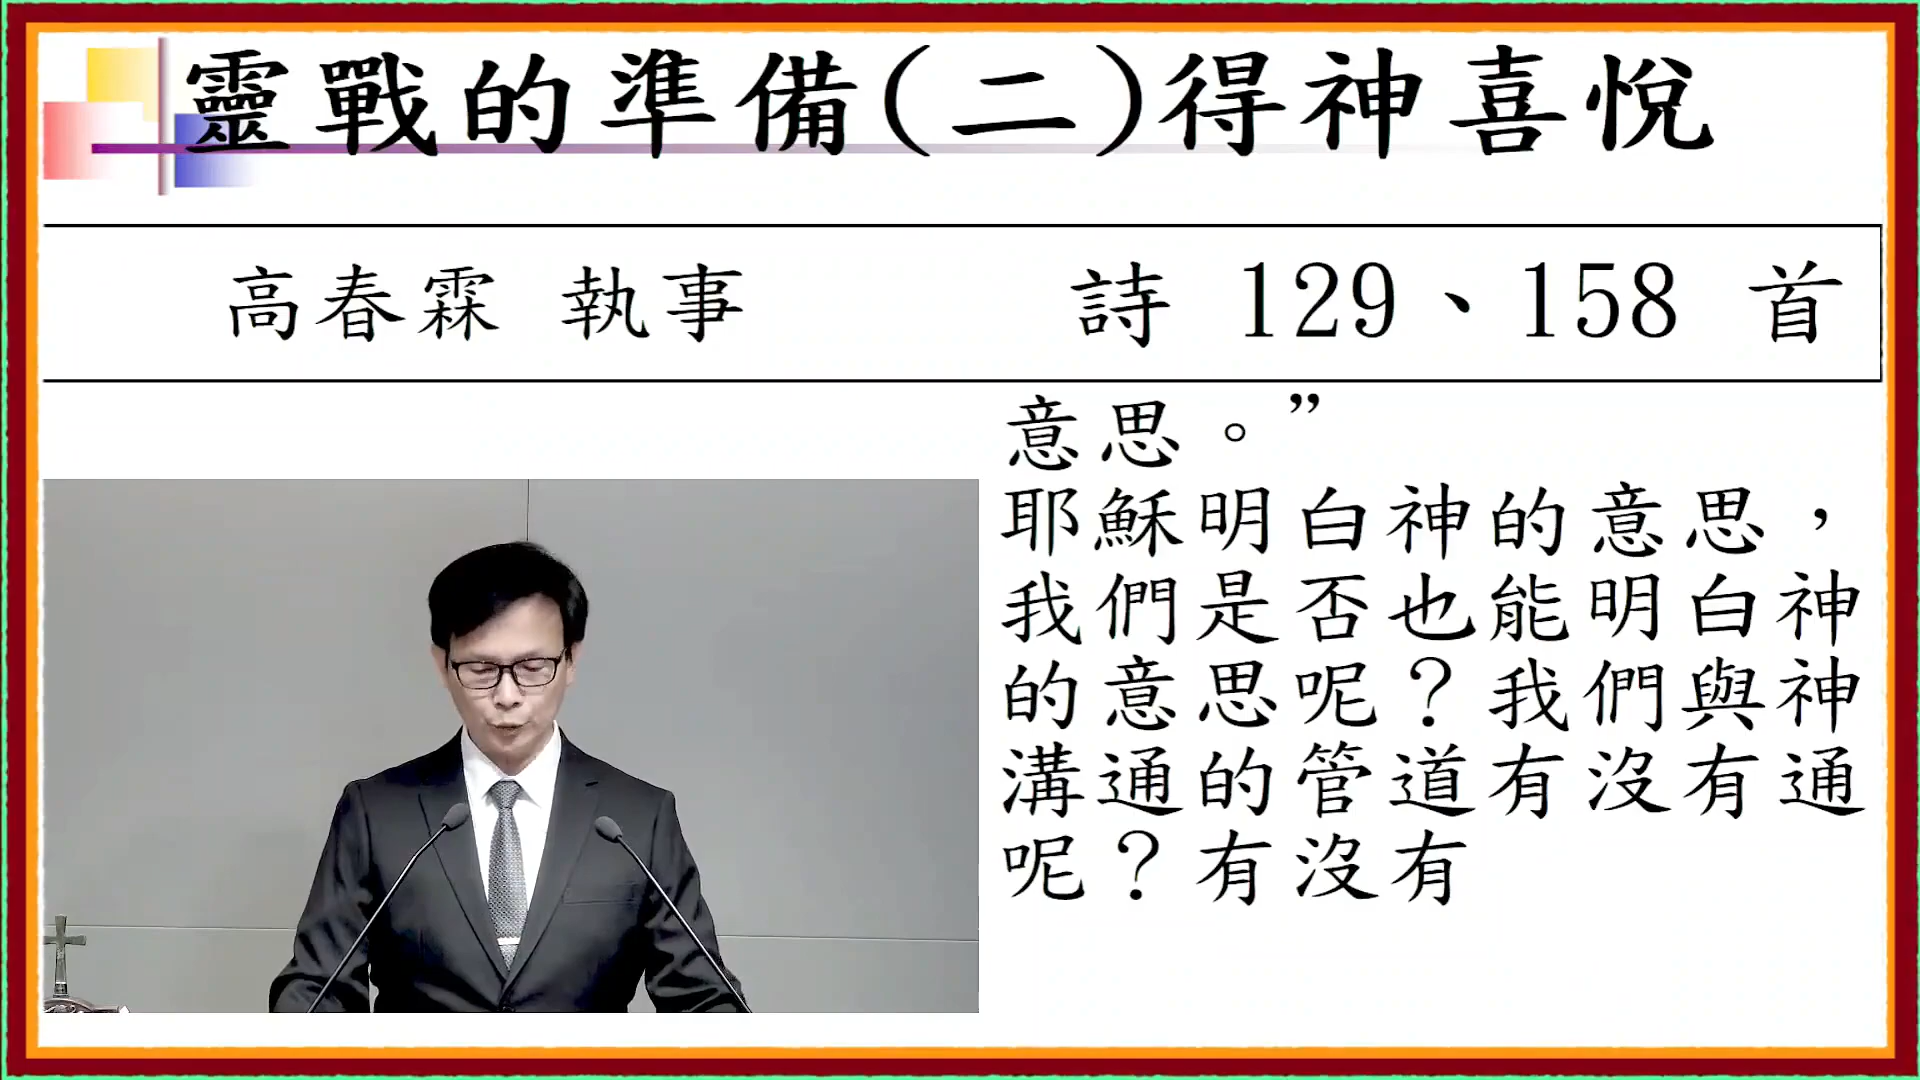 靈戰的準備(二)得神喜悅
高春霖 執事 詩 129、158 首
意思。”
耶穌明白神的意思，
我們是否也能明白神
的意思呢？我們與神
溝通的管道有沒有通
呢？有沒有